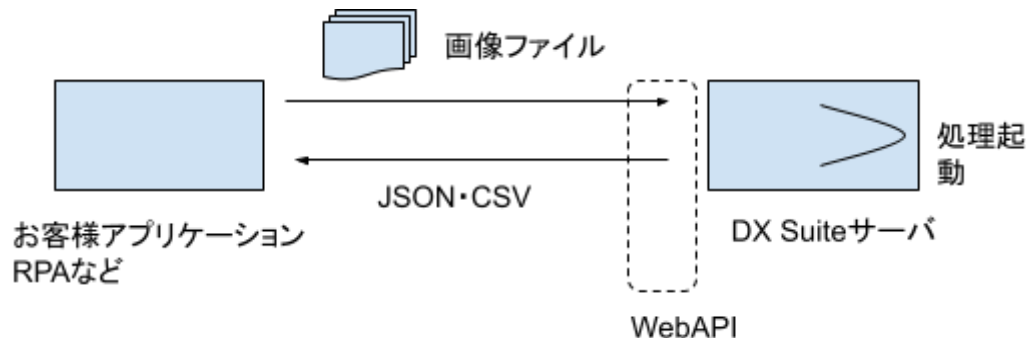 画像ファイル
処理起
動
JSON・CSV
お客様アプリケーション
RPAなど
DX Suiteサーバ
WebAPI